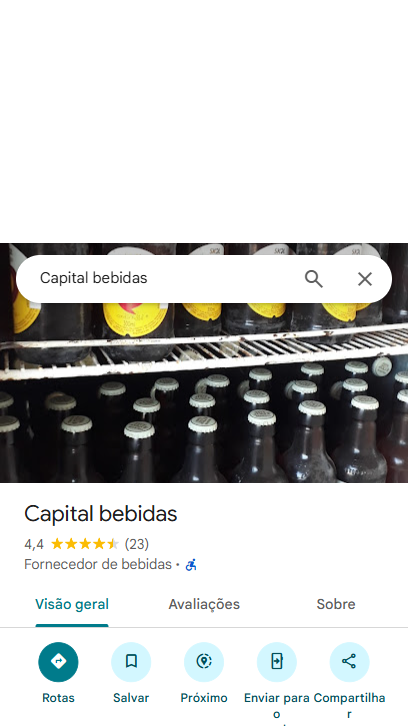 Capital bebidas
Capital bebidas
4,4 (23)
Fornecedor de bebidas ·
Visão geral
Avaliações
Sobre
Rotas
Salvar
Próximo
Enviar para o
Compartilhar